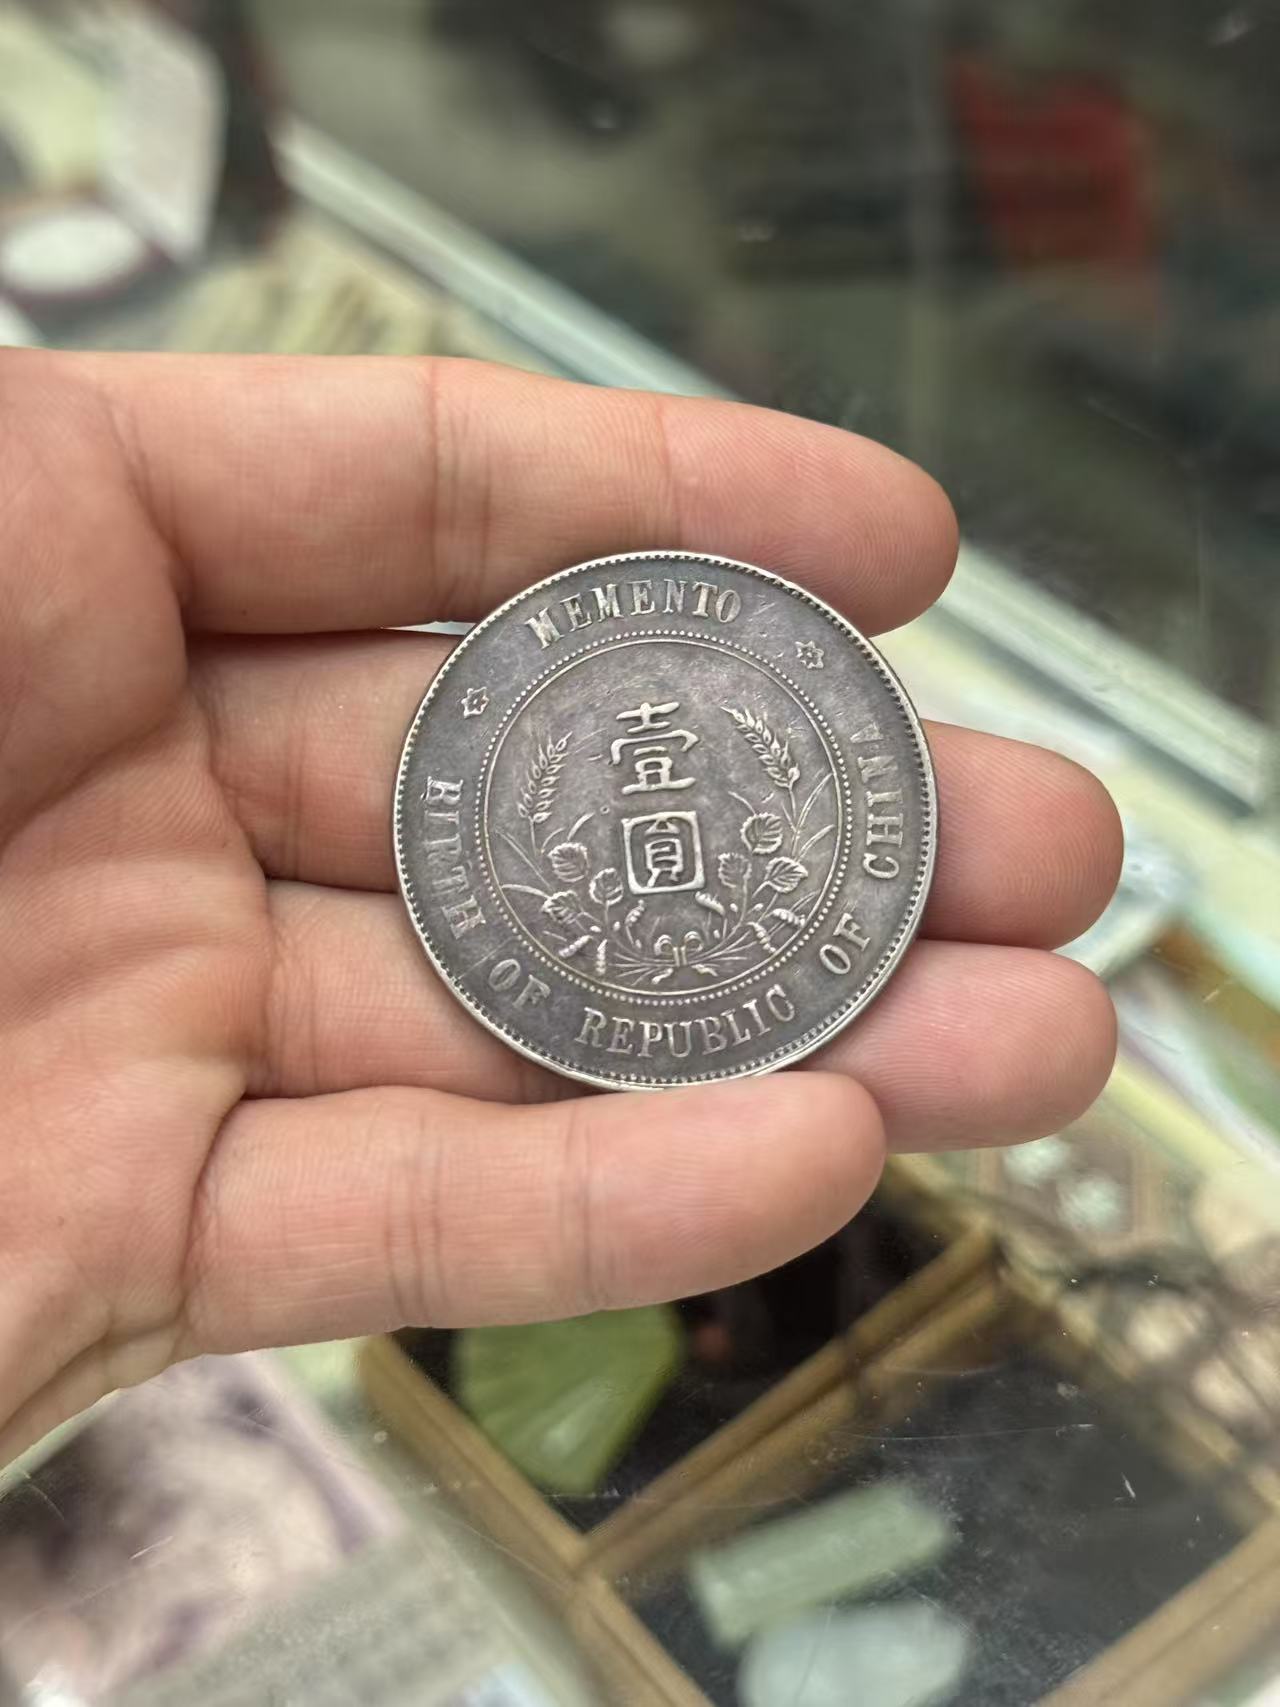 MEMENTO
壹
圓
BIRTH OF REPUBLIC OF CHINA